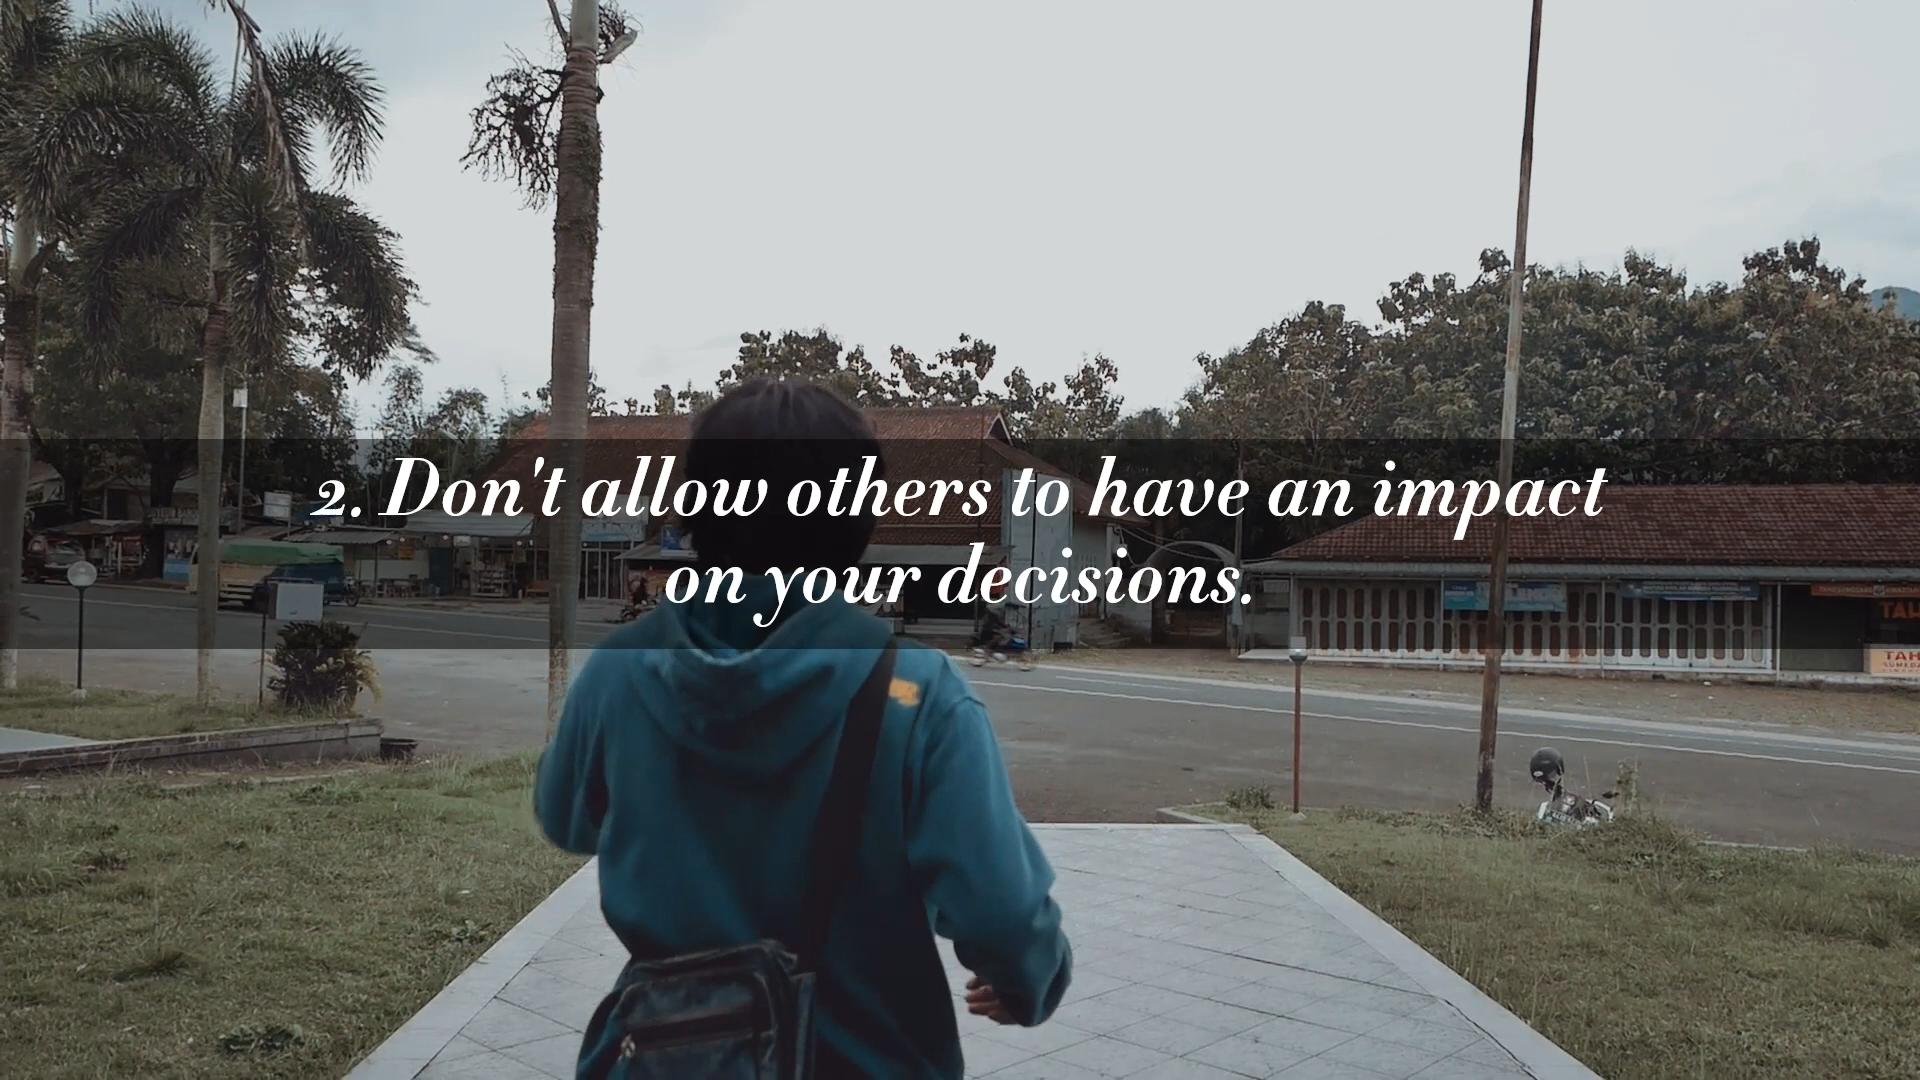 2. Don't allow others to have an impact
on your decisions.